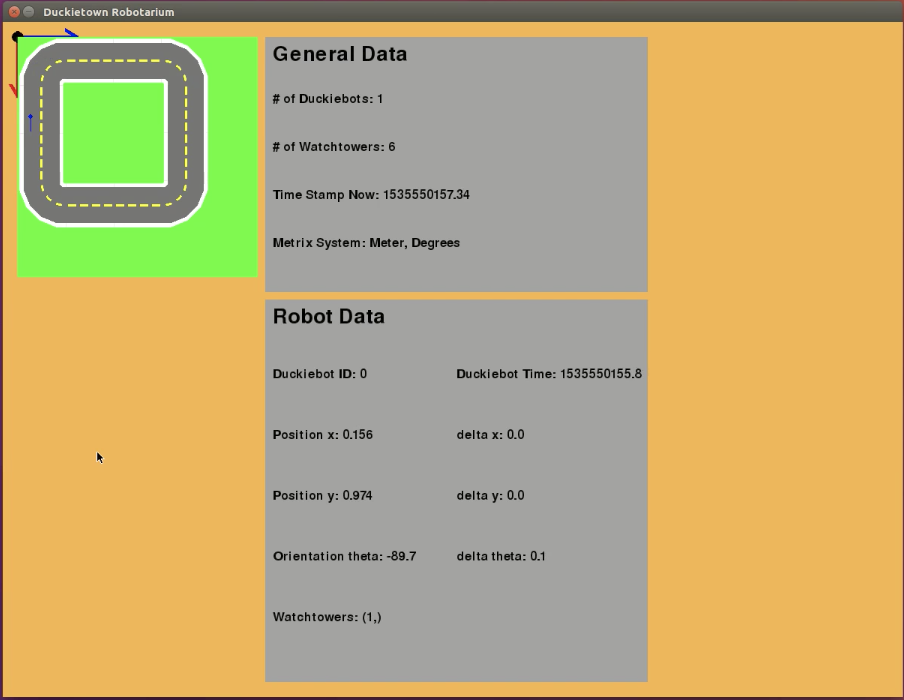 Duckietown Robotarium
General Data
# of Duckiebots: 1
# of Watchtowers: 6
Time Stamp Now: 1535550157.34
Metrix System: Meter, Degrees
Robot Data
Duckiebot ID: 0 Duckiebot Time: 1535550155.8
Position x: 0.156 delta x: 0.0
Position y: 0.974 delta y: 0.0
Orientation theta: -89.7 delta theta: 0.1
Watchtowers: (1,)